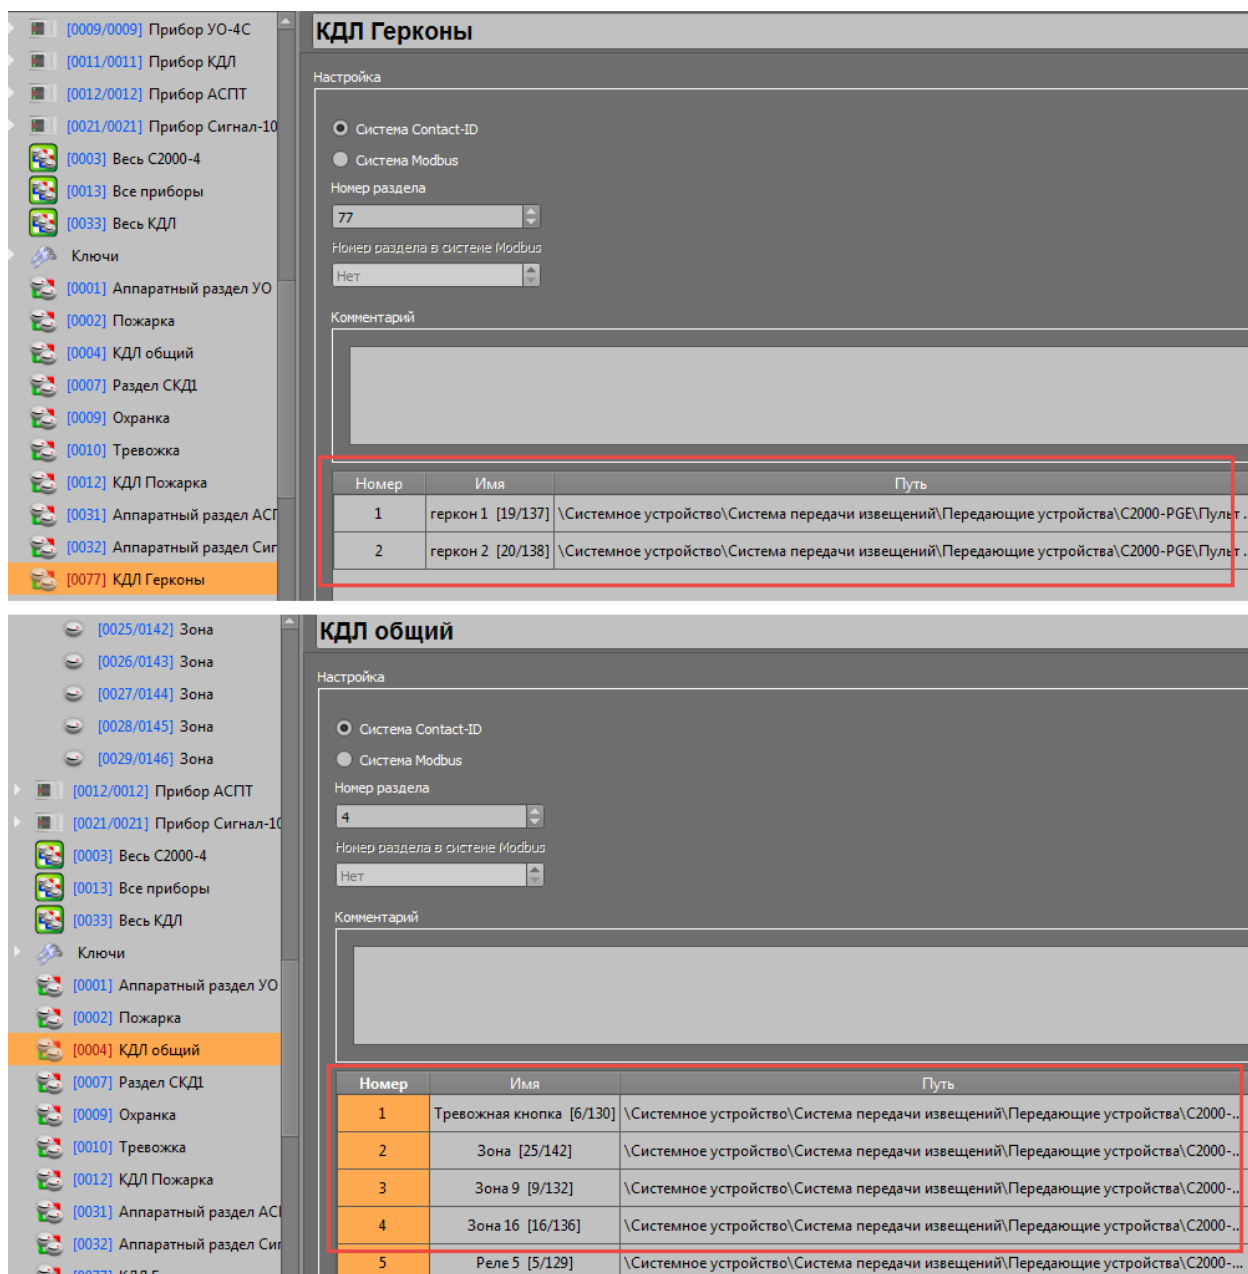 [0009/0009] Прибор УО-4С
[0011/0011] Прибор КДЛ
[0012/0012] Прибор АСПТ
[0021/0021] Прибор Сигнал-10
[0003] Весь С2000-4
[0013] Все приборы
[0033] Весь КДЛ
Ключи
[0001] Аппаратный раздел УО
[0002] Пожарка
[0004] КДЛ общий
[0007] Раздел СКД1
[0009] Охранка
[0010] Тревожка
[0012] КДЛ Пожарка
[0031] Аппаратный раздел АСП
[0032] Аппаратный раздел Сиг
[0077] КДЛ Герконы
КДЛ Герконы
Настройка
Система Contact-ID
Система Modbus
Номер раздела
77
Номер раздела в системе Modbus
Нет
Комментарий
Номер Имя Путь
1 геркон 1 [19/137] \Системное устройство\Система передачи извещений\Передающие устройства\С2000-PGE\Пульт ...
2 геркон 2 [20/138] \Системное устройство\Система передачи извещений\Передающие устройства\С2000-PGE\Пульт ...
[0025/0142] Зона
[0026/0143] Зона
[0027/0144] Зона
[0028/0145] Зона
[0029/0146] Зона
[0012/0012] Прибор АСПТ
[0021/0021] Прибор Сигнал-10
[0003] Весь С2000-4
[0013] Все приборы
[0033] Весь КДЛ
Ключи
[0001] Аппаратный раздел УО
[0002] Пожарка
[0004] КДЛ общий
[0007] Раздел СКД1
[0009] Охранка
[0010] Тревожка
[0012] КДЛ Пожарка
[0031] Аппаратный раздел АСП
[0032] Аппаратный раздел Сиг
КДЛ общий
Настройка
Система Contact-ID
Система Modbus
Номер раздела
4
Номер раздела в системе Modbus
Нет
Комментарий
Номер Имя Путь
1 Тревожная кнопка [6/130] \Системное устройство\Система передачи извещений\Передающие устройства\С2000-...
2 Зона [25/142] \Системное устройство\Система передачи извещений\Передающие устройства\С2000-...
3 Зона 9 [9/132] \Системное устройство\Система передачи извещений\Передающие устройства\С2000-...
4 Зона 16 [16/136] \Системное устройство\Система передачи извещений\Передающие устройства\С2000-...
5 Реле 5 [5/129] \Системное устройство\Система передачи извещений\Передающие устройства\С2000-...